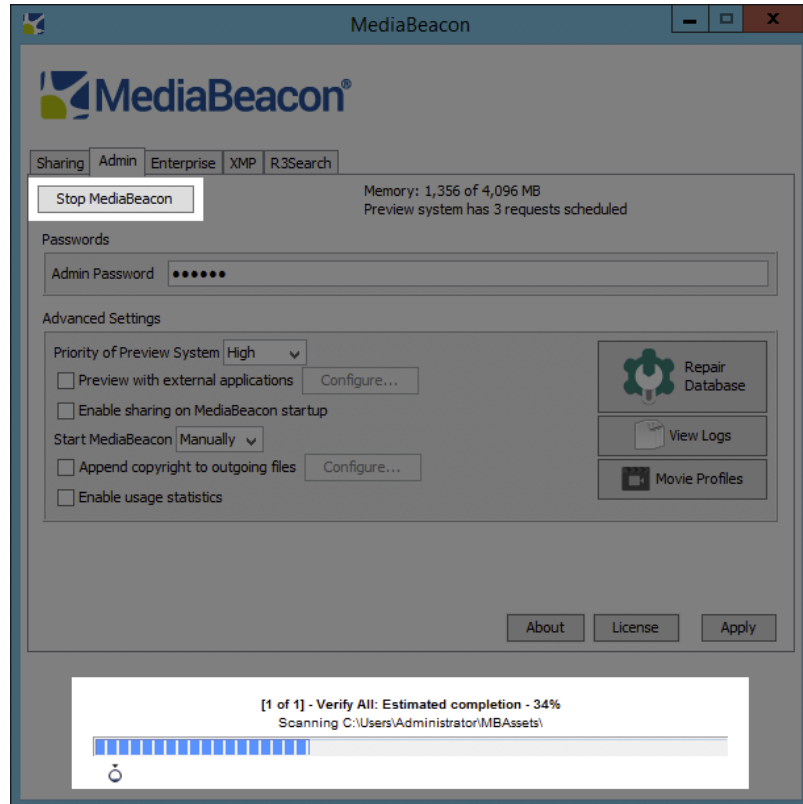 MediaBeacon
MediaBeacon®
Sharing Admin Enterprise XMP R3Search
Stop MediaBeacon
Memory: 1,356 of 4,096 MB
Preview system has 3 requests scheduled
Passwords
Admin Password ••••••
Advanced Settings
Priority of Preview System High
Preview with external applications Configure...
Enable sharing on MediaBeacon startup
Start MediaBeacon Manually
Append copyright to outgoing files Configure...
Enable usage statistics
Repair
Database
View Logs
Movie Profiles
About License Apply
[1 of 1] - Verify All: Estimated completion - 34%
Scanning C:\Users\Administrator\MBAssets\